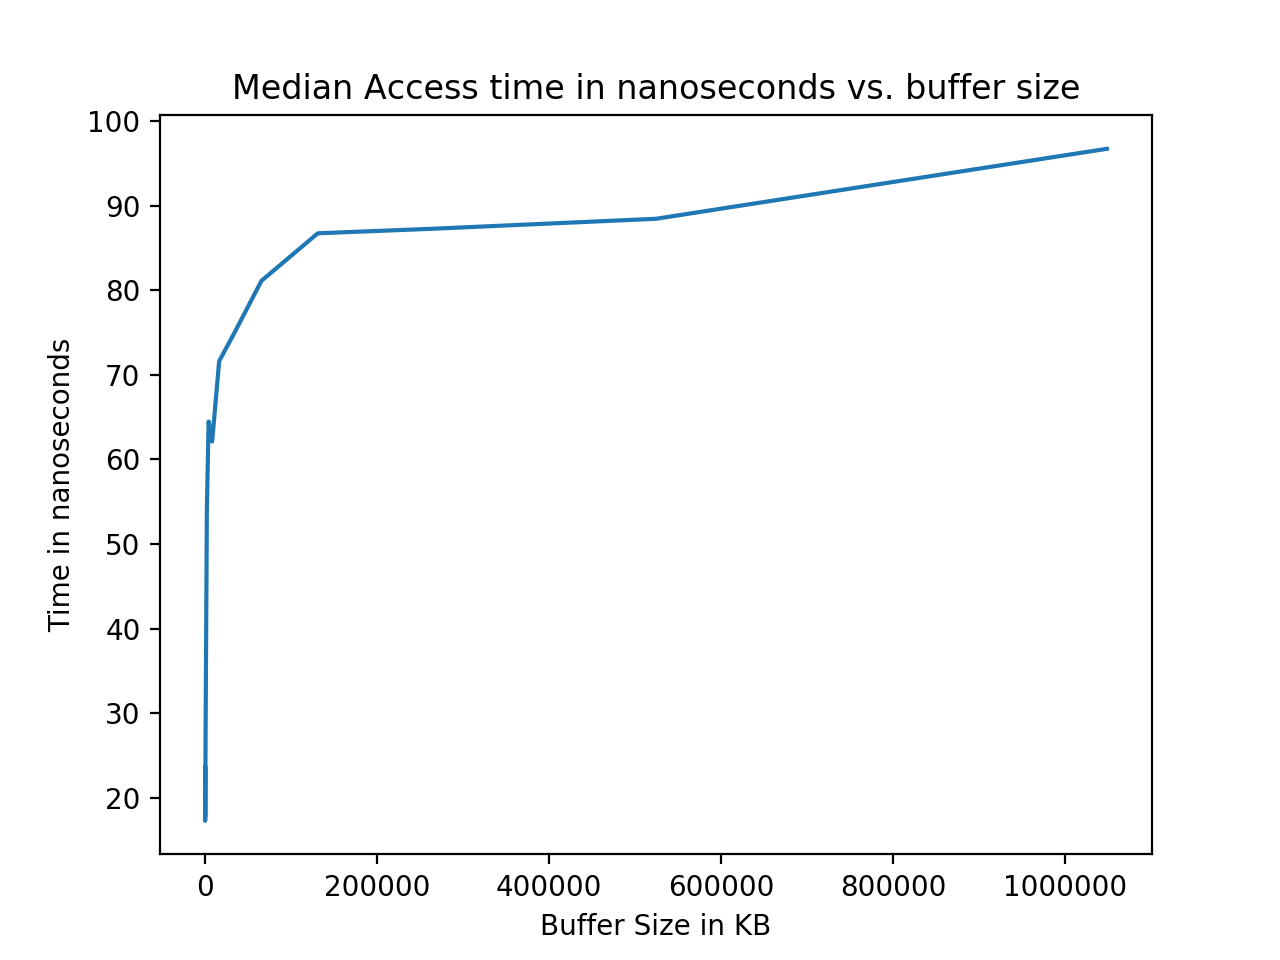 Median Access time in nanoseconds vs. buffer size
100
90
80
70
60
50
40
30
20
Time in nanoseconds
0 200000 400000 600000 800000 1000000
Buffer Size in KB